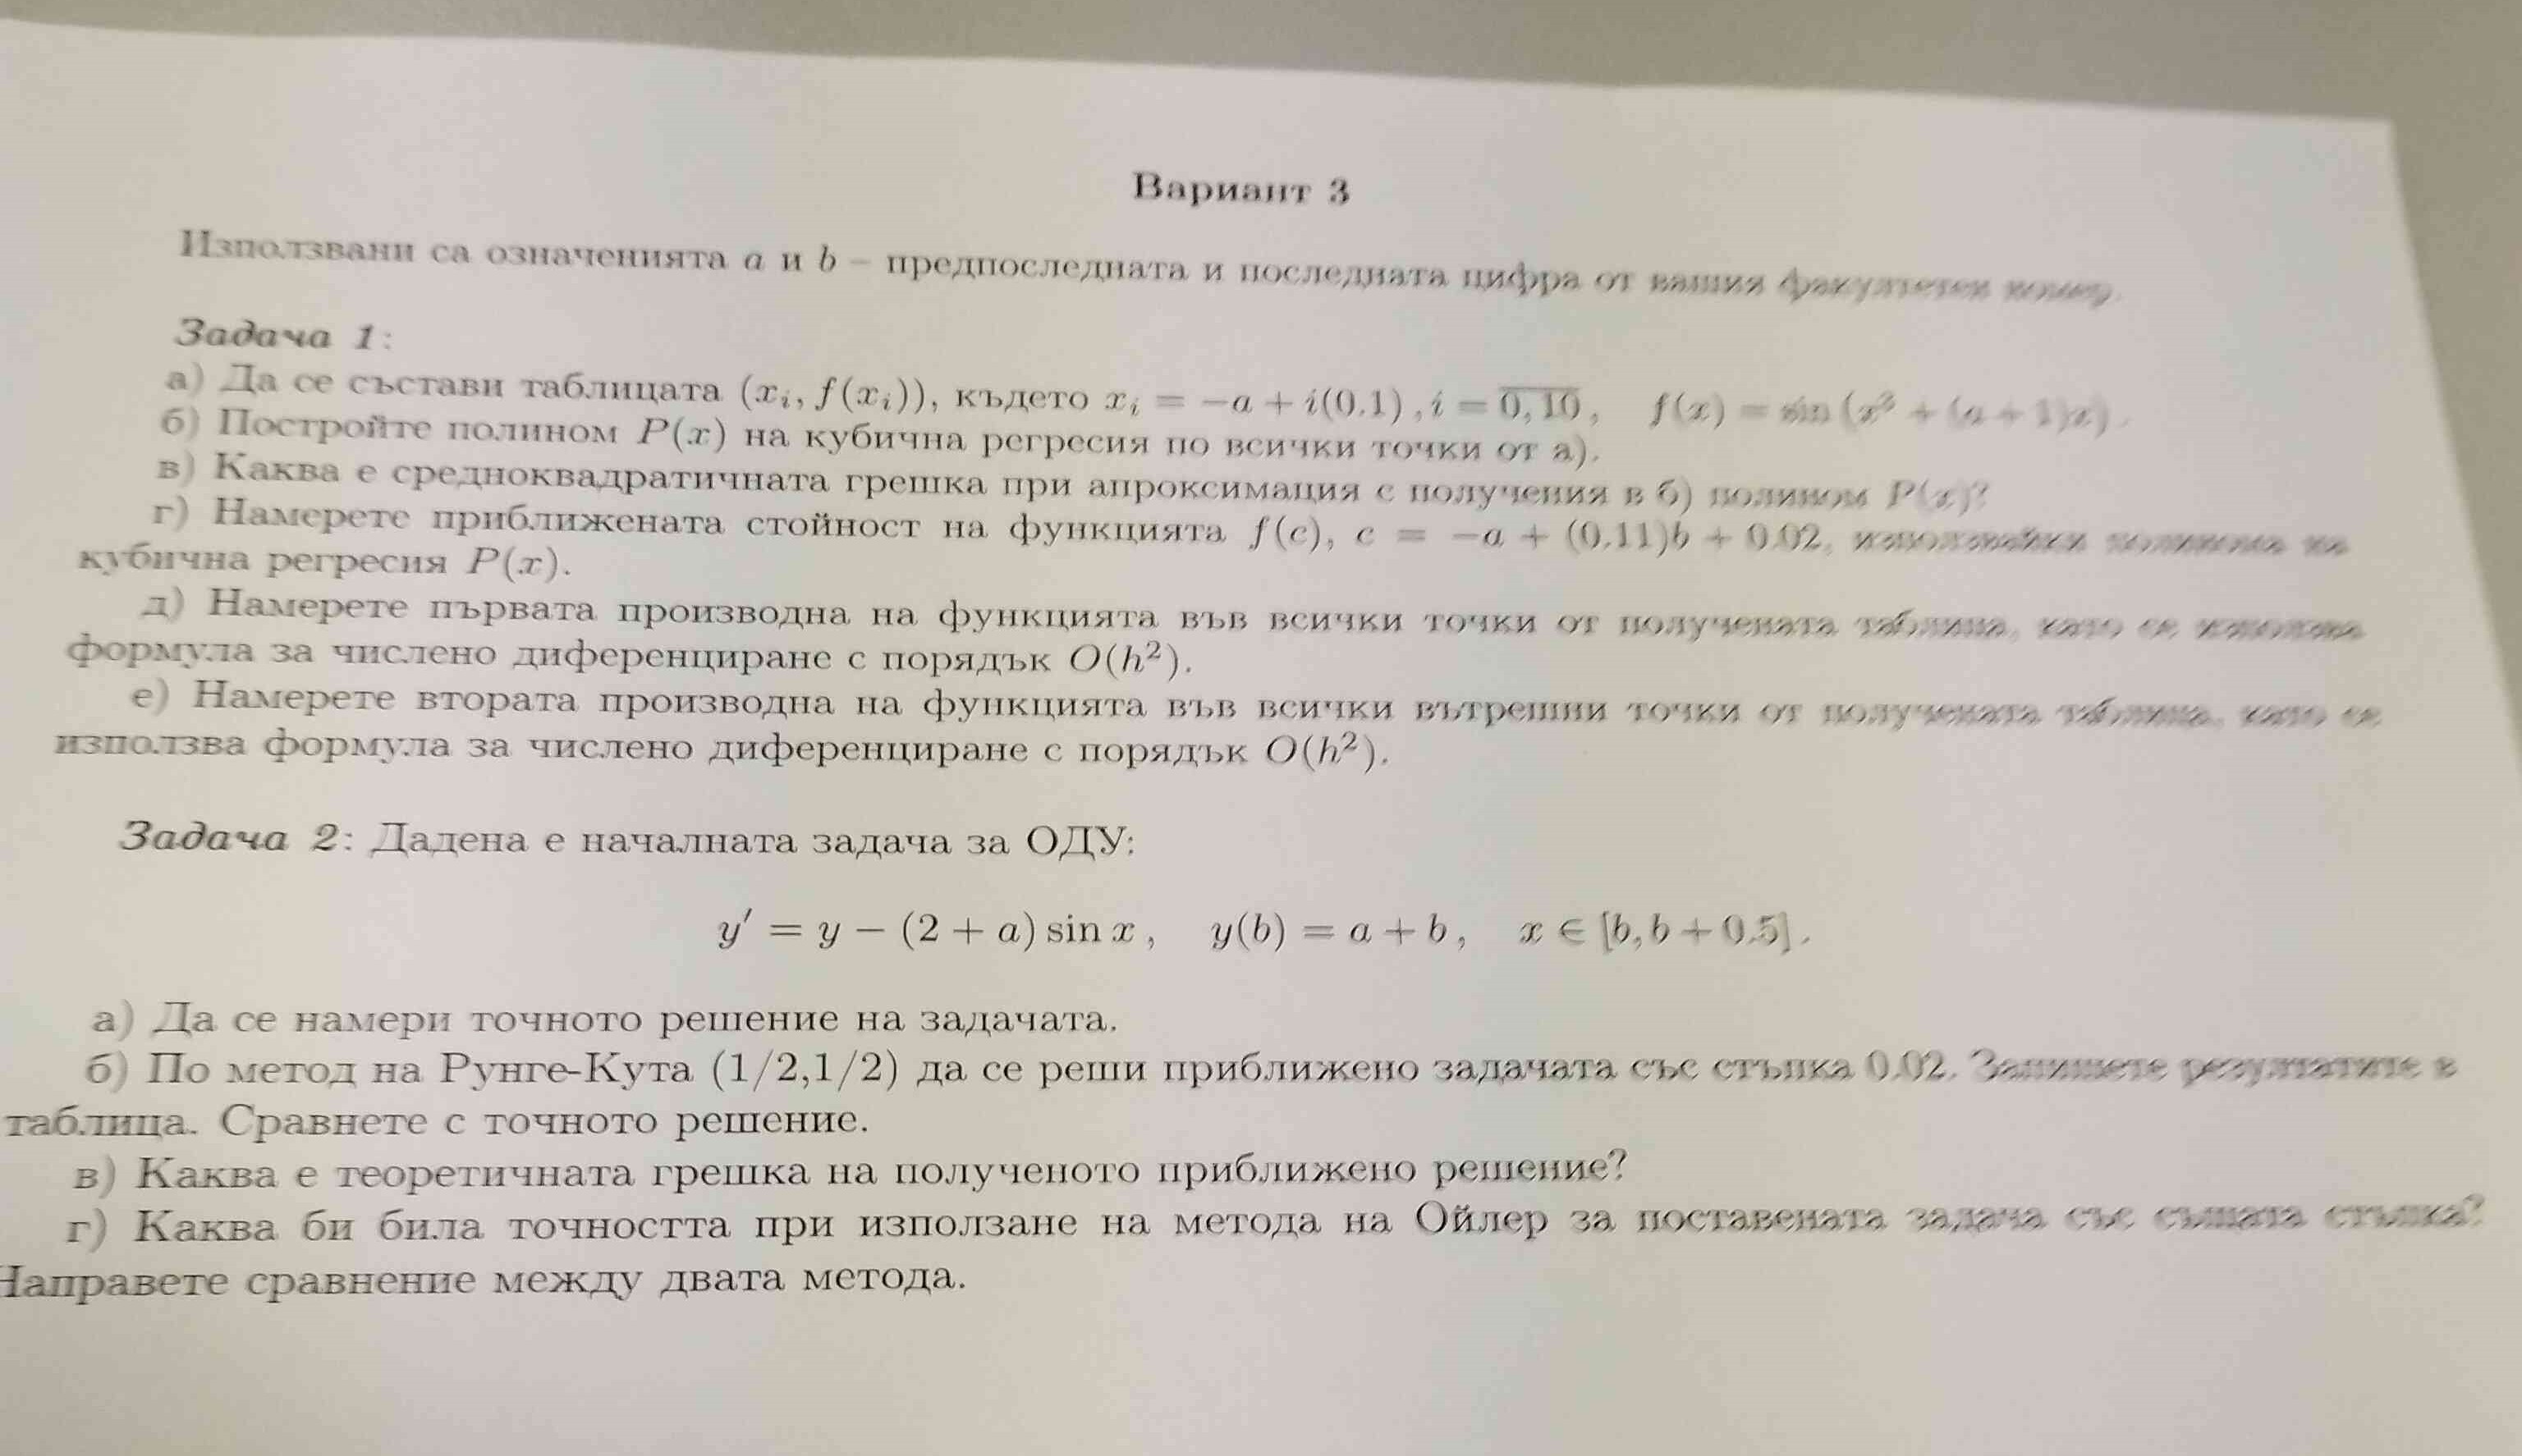 Вариант 3
Използвани са означенията a и b – предпоследната и последната цифра от вашия факултетен номер.
Задача 1:
а) Да се състави таблицата (xᵢ, f(xᵢ)), където xᵢ = −a + i(0.1) , i = 0, 10 , f(x) = sin (x³ + (a + 1)x) .
б) Постройте полином P(x) на кубична регресия по всички точки от а).
в) Каква е средноквадратичната грешка при апроксимация с получения в б) полином P(x)?
г) Намерете приближената стойност на функцията f(c), c = −a + (0.11)b + 0.02, използвайки полинома на
кубична регресия P(x).
д) Намерете първата производна на функцията във всички точки от получената таблица, като се използва
формула за числено диференциране с порядък O(h²).
е) Намерете втората производна на функцията във всички вътрешни точки от получената таблица, като се
използва формула за числено диференциране с порядък O(h²).
Задача 2: Дадена е началната задача за ОДУ:
y′ = y − (2 + a) sin x , y(b) = a + b , x ∈ [b, b + 0.5] .
а) Да се намери точното решение на задачата.
б) По метод на Рунге-Кута (1/2,1/2) да се реши приближено задачата със стъпка 0.02. Запишете резултатите в
таблица. Сравнете с точното решение.
в) Каква е теоретичната грешка на полученото приближено решение?
г) Каква би била точността при използане на метода на Ойлер за поставената задача със същата стъпка?
Направете сравнение между двата метода.